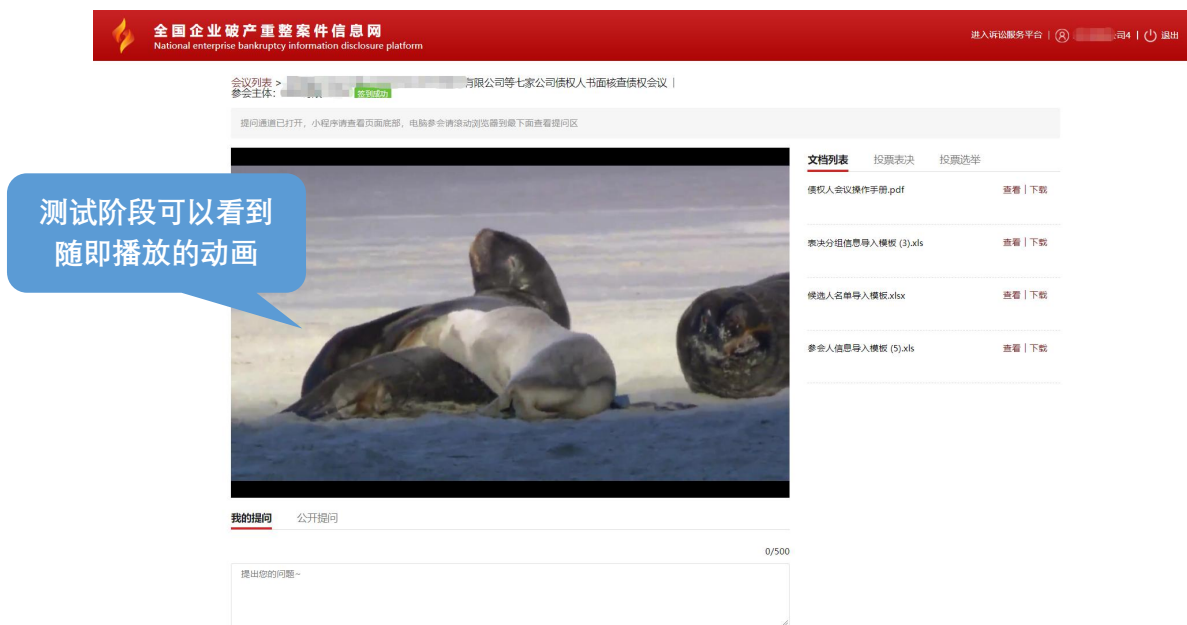 全国企业破产重整案件信息网
National enterprise bankruptcy information disclosure platform
进入诉讼服务平台 | 司4 | 退出
会议列表 > 有限公司等七家公司债权人书面核查债权会议 |
参会主体： 签到成功
提问通道已打开，小程序请查看页面底部，电脑参会请滚动浏览器到最下面查看提问区
测试阶段可以看到
随即播放的动画
文档列表 投票表决 投票选举
债权人会议操作手册.pdf 查看 | 下载
表决分组信息导入模板 (3).xls 查看 | 下载
候选人名单导入模板.xlsx 查看 | 下载
参会人信息导入模板 (5).xls 查看 | 下载
我的提问 公开提问
0/500
提出您的问题~